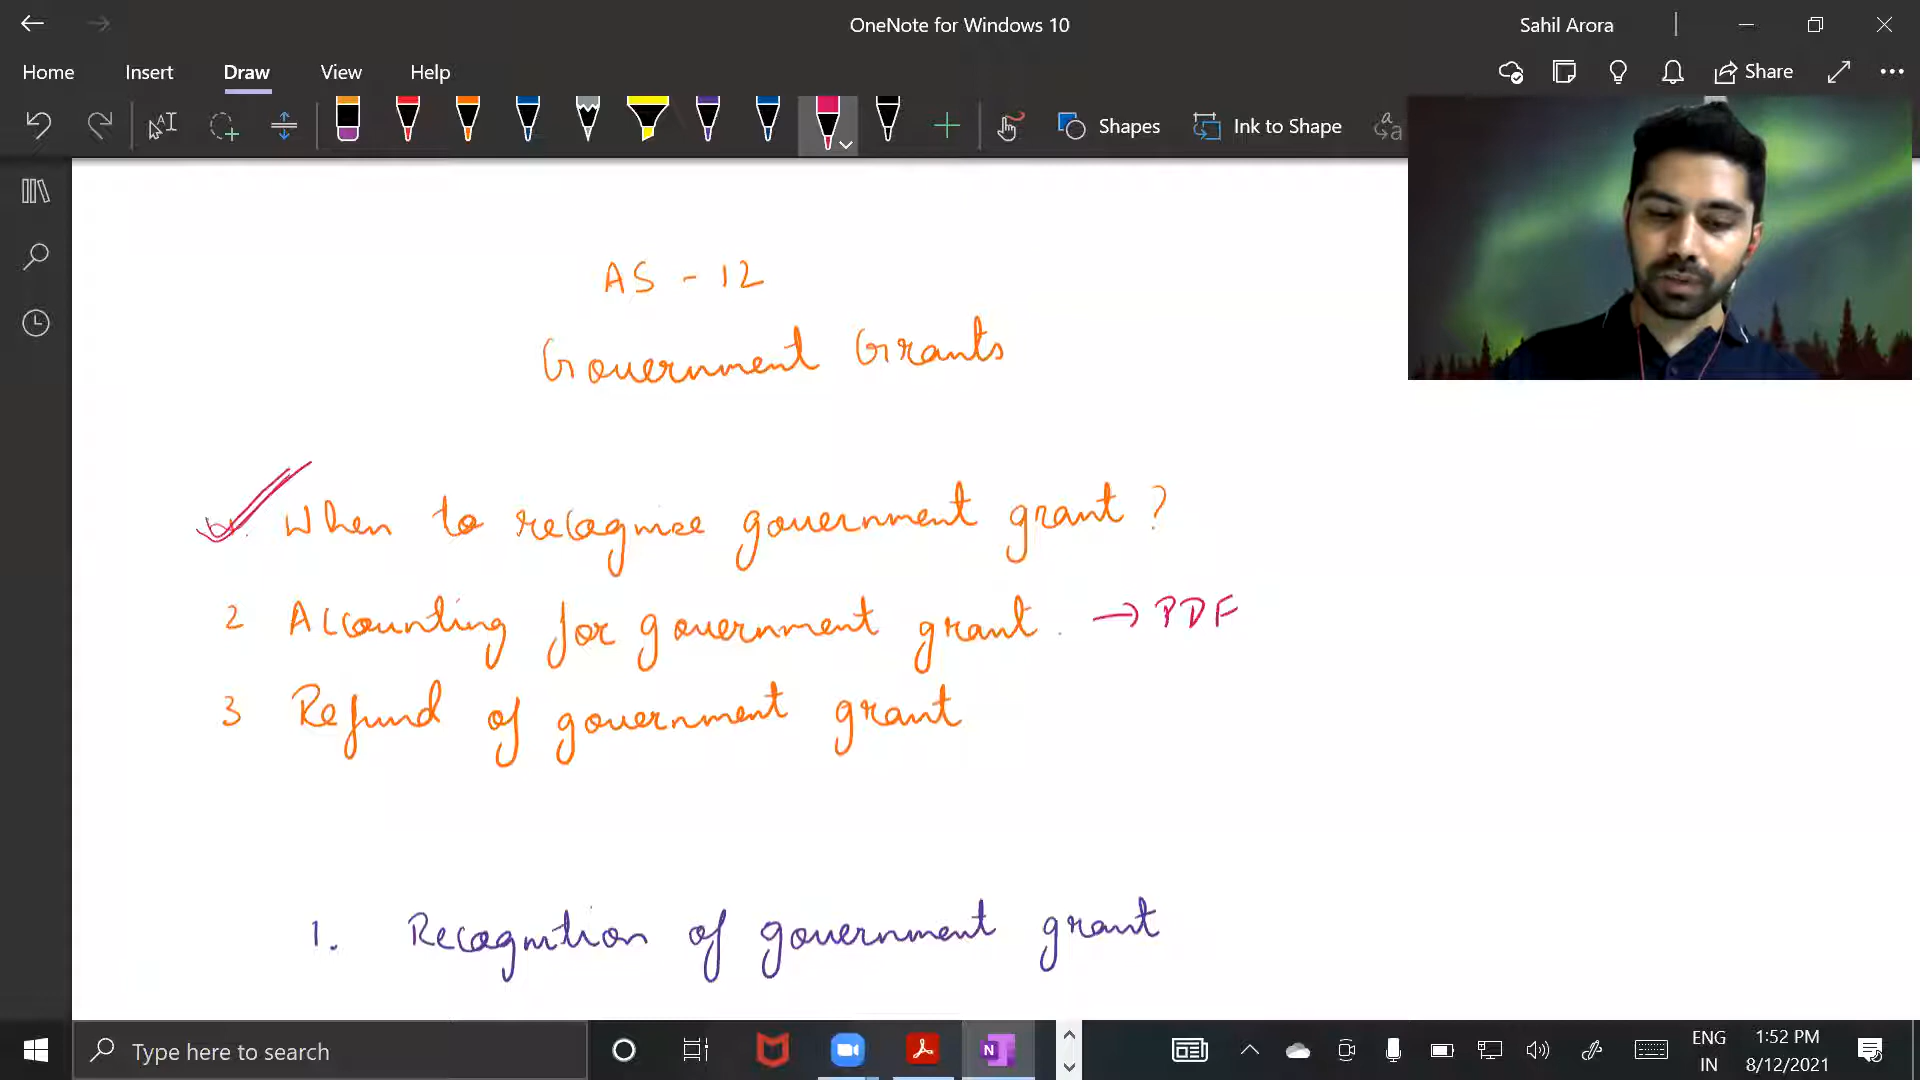 OneNote for Windows 10
Sahil Arora
Home Insert Draw View Help
Share
Shapes Ink to Shape
AS - 12
Government Grants
When to recognise government grant ?
2 Accounting for government grant. → PDF
3 Refund of government grant
1. Recognition of government grant
Type here to search
ENG
IN
1:52 PM
8/12/2021